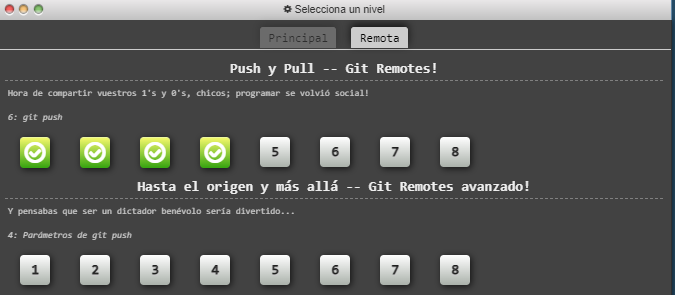 Selecciona un nivel
Principal Remota
Push y Pull -- Git Remotes!
Hora de compartir vuestros 1's y 0's, chicos; programar se volvió social!
6: git push
5 6 7 8
Hasta el origen y más allá -- Git Remotes avanzado!
Y pensabas que ser un dictador benévolo sería divertido...
4: Parámetros de git push
1 2 3 4 5 6 7 8